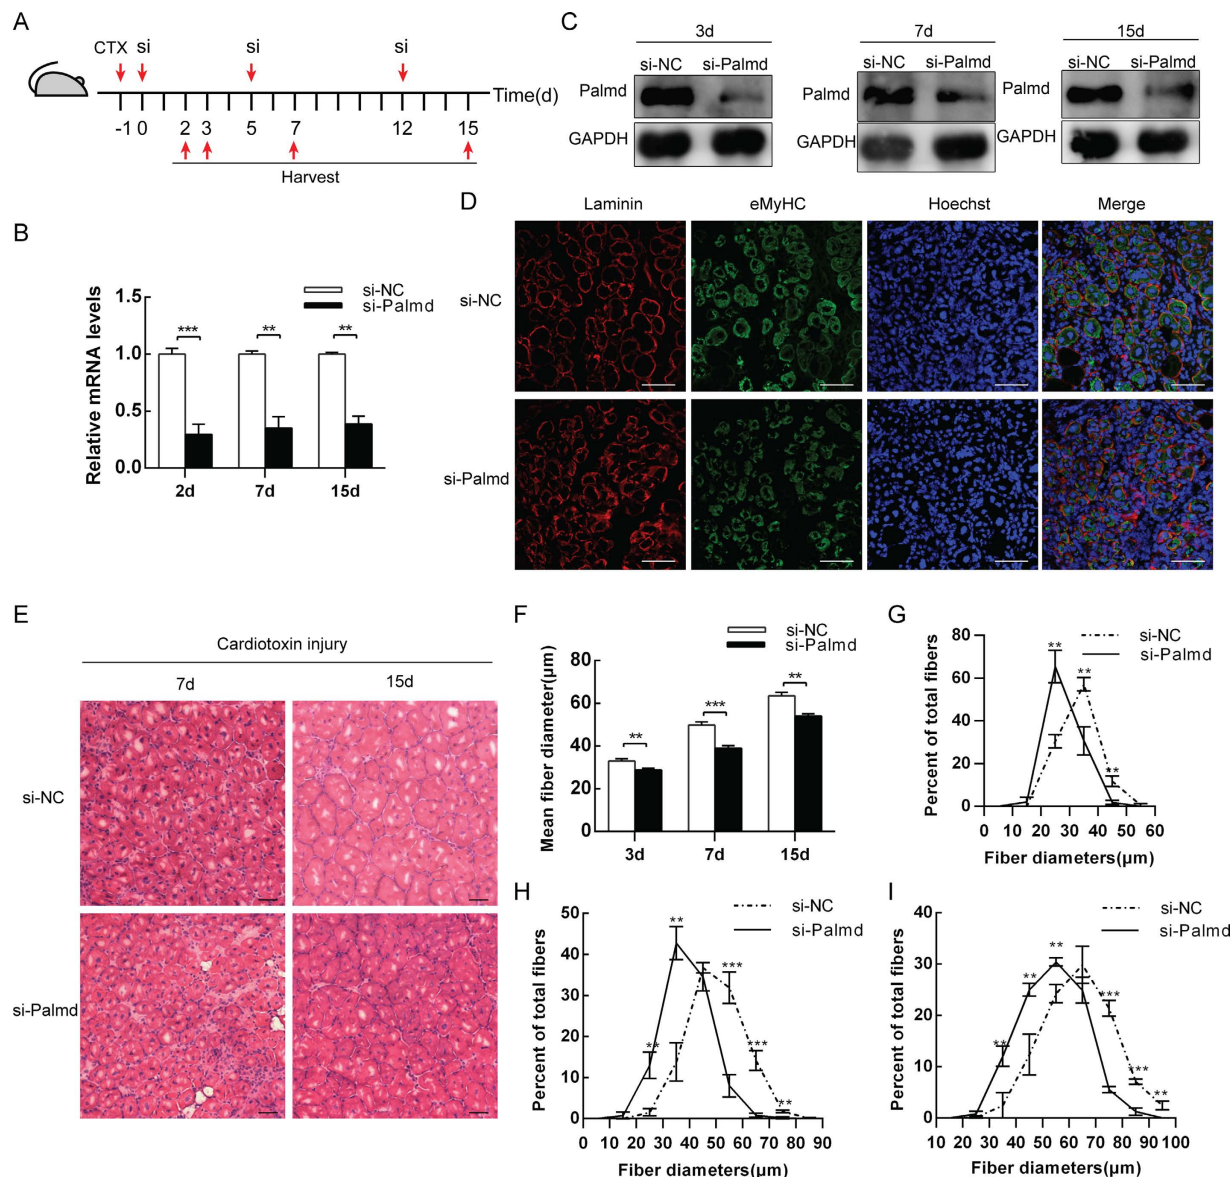 A
CTX si si si
Time(d)
-1 0 2 3 5 7 12 15
Harvest
B
Relative mRNA levels
1.5
1.0
0.5
0.0
si-NC
si-Palmd
*** ** **
2d 7d 15d
C
3d 7d 15d
si-NC si-Palmd si-NC si-Palmd si-NC si-Palmd
Palmd Palmd Palmd
GAPDH GAPDH GAPDH
D
Laminin eMyHC Hoechst Merge
si-NC
si-Palmd
E
Cardiotoxin injury
7d 15d
si-NC
si-Palmd
F
si-NC
si-Palmd
Mean fiber diameter(μm)
80
60
40
20
0
** *** **
3d 7d 15d
G
si-NC
si-Palmd
Percent of total fibers
80
60
40
20
0
** ** **
0 10 20 30 40 50 60
Fiber diameters(μm)
H
si-NC
si-Palmd
Percent of total fibers
50
40
30
20
10
0
** ** *** *** **
0 10 20 30 40 50 60 70 80 90
Fiber diameters(μm)
I
si-NC
si-Palmd
Percent of total fibers
40
30
20
10
0
** ** ** *** *** **
10 20 30 40 50 60 70 80 90 100
Fiber diameters(μm)